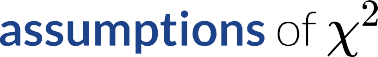 assumptions of χ²